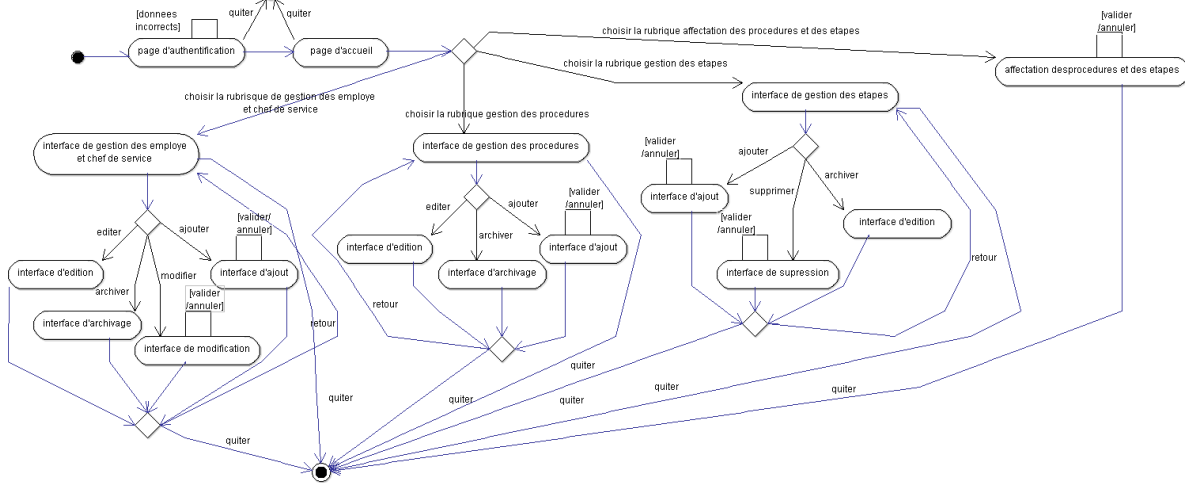 [donnees
incorrects]
quiter
quiter
page d'authentification
page d'accueil
choisir la rubrique affectation des procedures et des etapes
[valider
/annuler]
affectation desprocedures et des etapes
choisir la rubrique gestion des etapes
choisir la rubrisque de gestion des employe
et chef de service
choisir la rubrique gestion des procedures
interface de gestion des etapes
interface de gestion des employe
et chef de service
interface de gestion des procedures
[valider
/annuler]
ajouter
archiver
supprimer
interface d'ajout
editer
ajouter
[valider/
annuler]
editer
ajouter
[valider
/annuler]
archiver
[valider
/annuler]
interface d'edition
interface d'edition
modifier
interface d'ajout
interface d'edition
interface d'ajout
interface d'archivage
interface de supression
retour
archiver
[valider
/annuler]
interface d'archivage
retour
retour
interface de modification
quiter
quiter
quiter
quiter
quiter
quiter
quiter